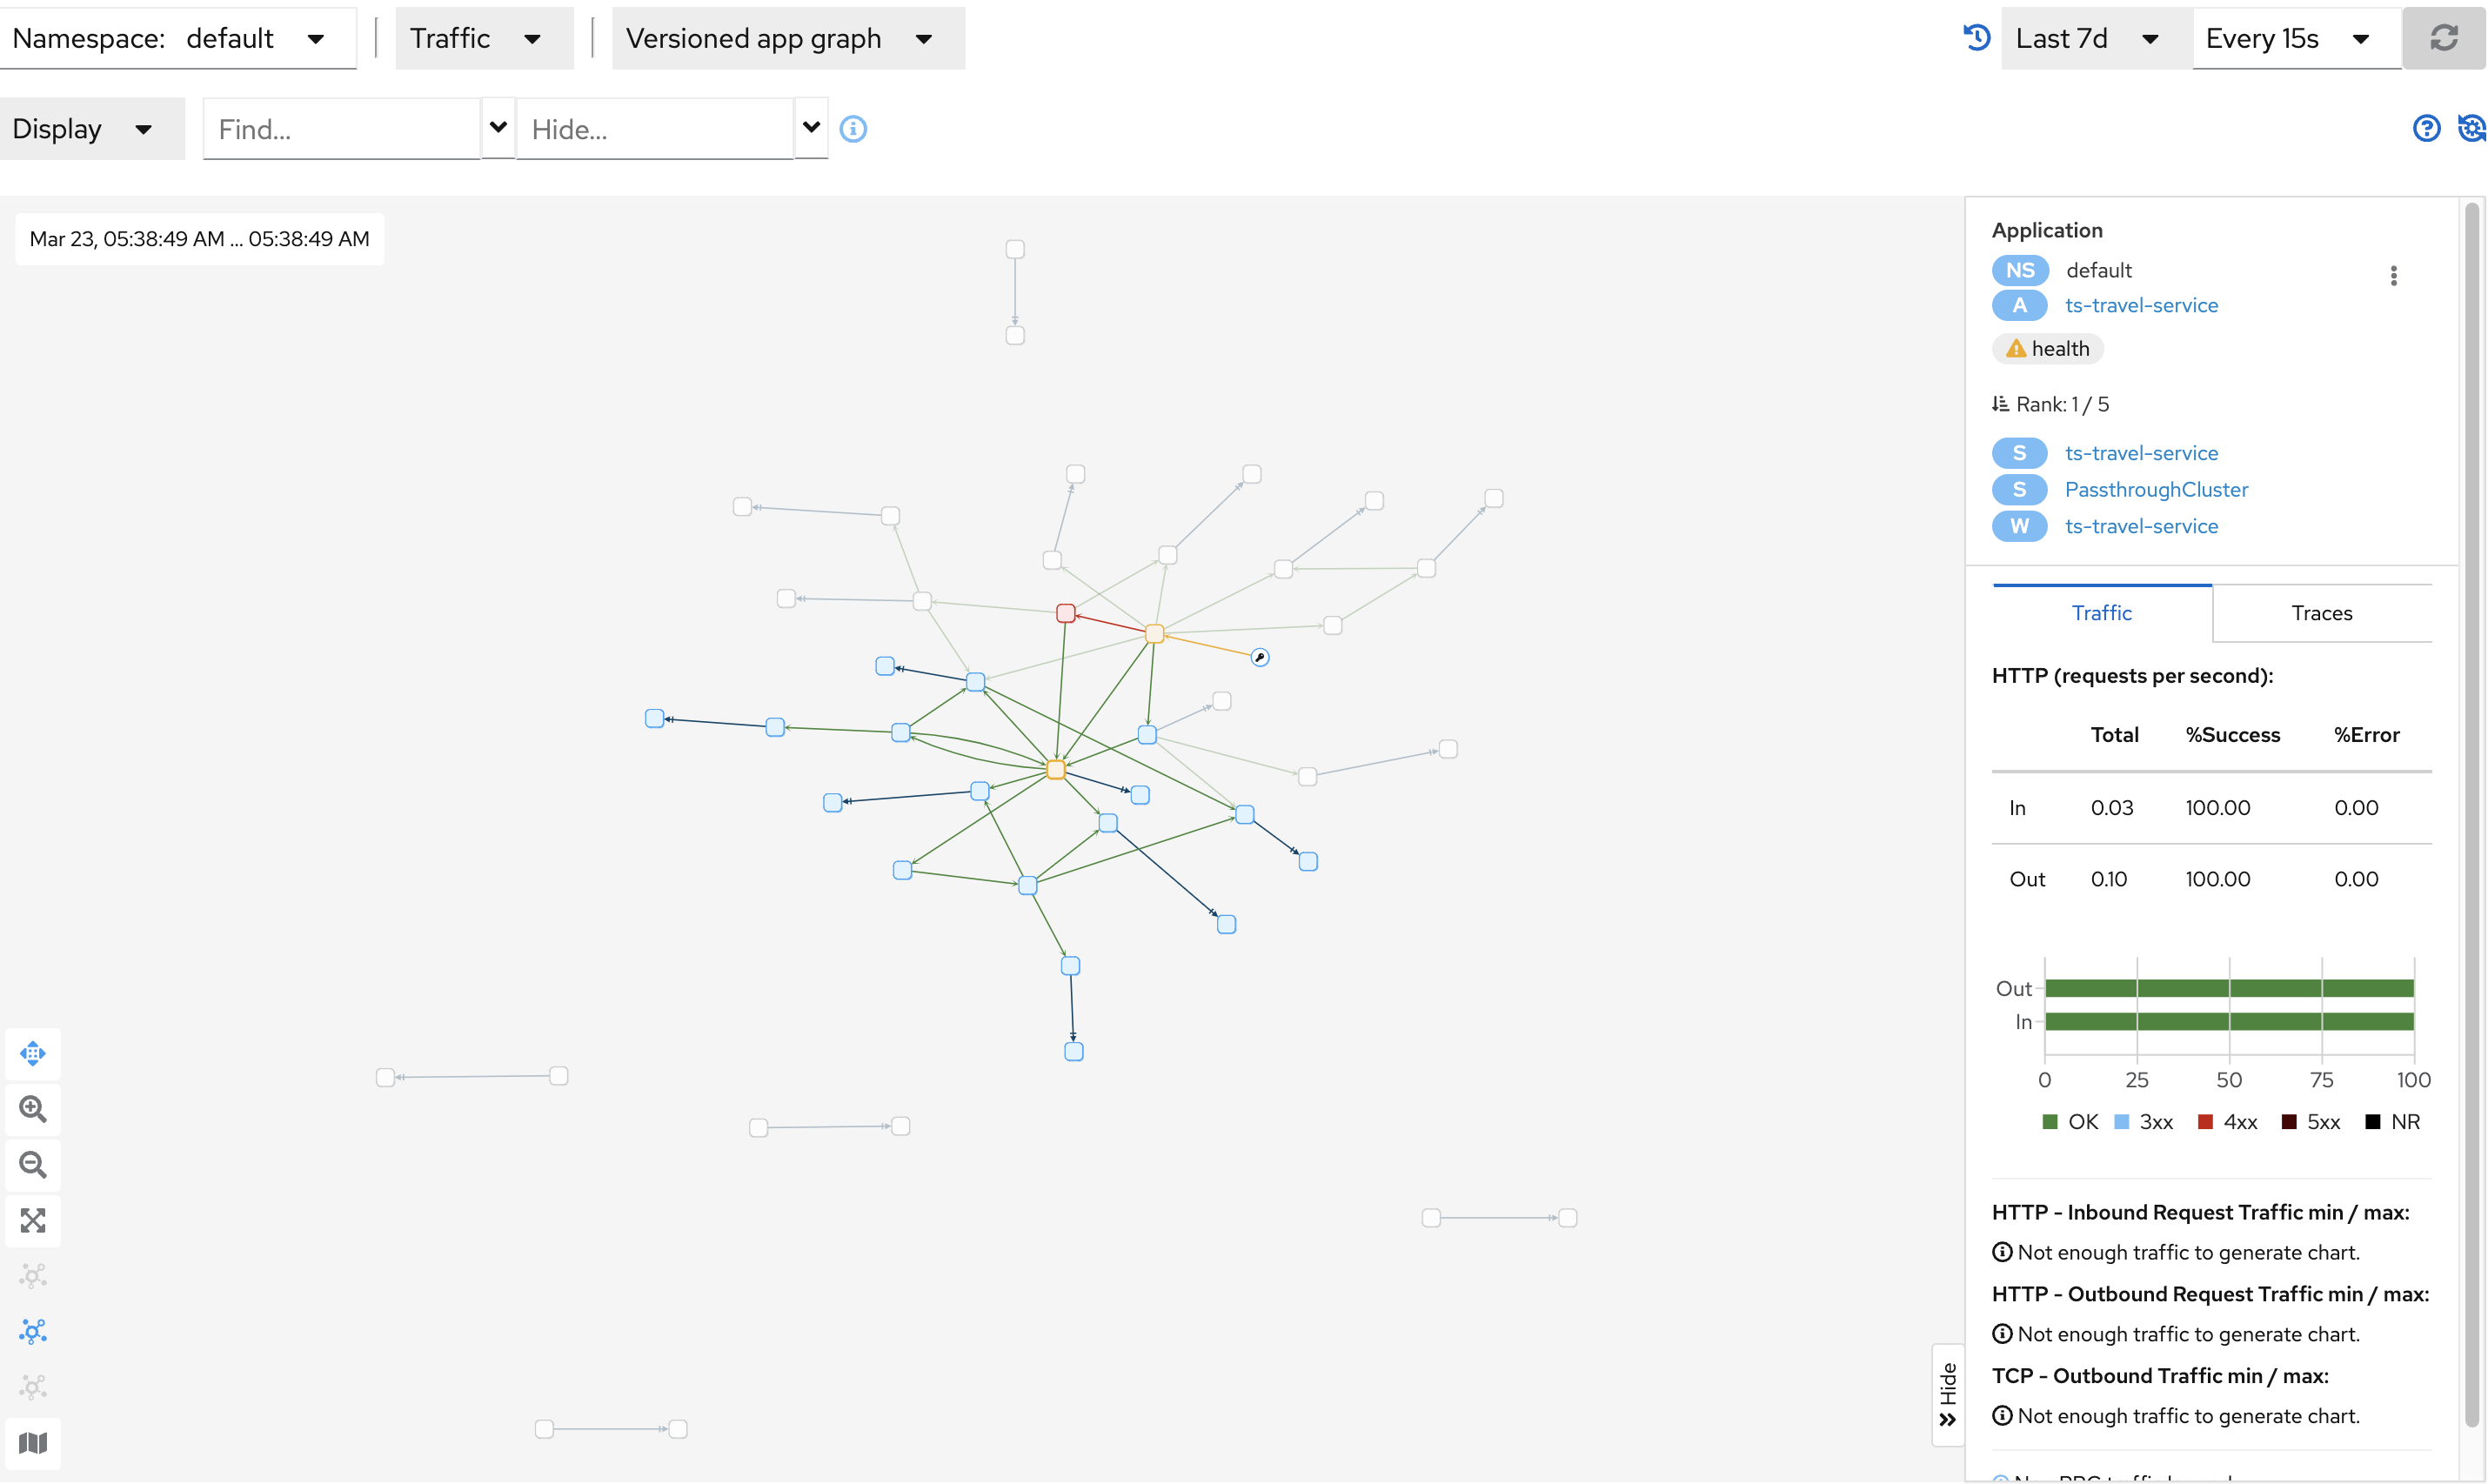 Namespace: default
Traffic
Versioned app graph
Last 7d
Every 15s
Display
Find...
Hide...
Mar 23, 05:38:49 AM ... 05:38:49 AM
Application
NS default
A ts-travel-service
health
Rank: 1 / 5
S ts-travel-service
S PassthroughCluster
W ts-travel-service
Traffic
Traces
HTTP (requests per second):
Total %Success %Error
In 0.03 100.00 0.00
Out 0.10 100.00 0.00
Out
In
0 25 50 75 100
OK 3xx 4xx 5xx NR
HTTP - Inbound Request Traffic min / max:
Not enough traffic to generate chart.
HTTP - Outbound Request Traffic min / max:
Not enough traffic to generate chart.
TCP - Outbound Traffic min / max:
Not enough traffic to generate chart.
Hide